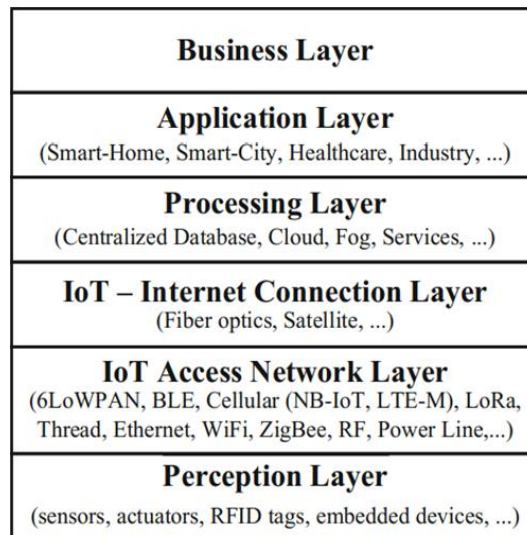 Business Layer
Application Layer
(Smart-Home, Smart-City, Healthcare, Industry, ...)
Processing Layer
(Centralized Database, Cloud, Fog, Services, ...)
IoT – Internet Connection Layer
(Fiber optics, Satellite, ...)
IoT Access Network Layer
(6LoWPAN, BLE, Cellular (NB-IoT, LTE-M), LoRa,
Thread, Ethernet, WiFi, ZigBee, RF, Power Line,...)
Perception Layer
(sensors, actuators, RFID tags, embedded devices, ...)